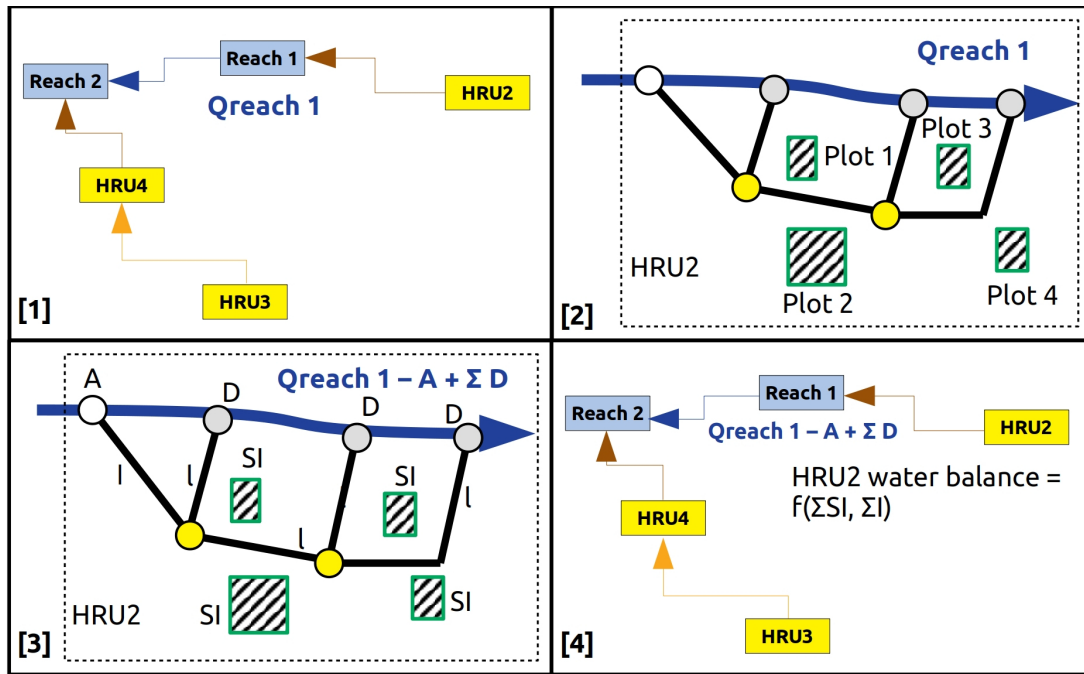 Reach 1
Reach 2
Qreach 1
HRU2
HRU4
HRU3
[1]
Qreach 1
Plot 3
Plot 1
HRU2
Plot 2
Plot 4
[2]
A
Qreach 1 – A + Σ D
D
D
D
SI
SI
l
l
l
l
SI
SI
HRU2
[3]
Reach 1
Reach 2
Qreach 1 – A + Σ D
HRU2
HRU2 water balance =
f(ΣSI, ΣI)
HRU4
HRU3
[4]